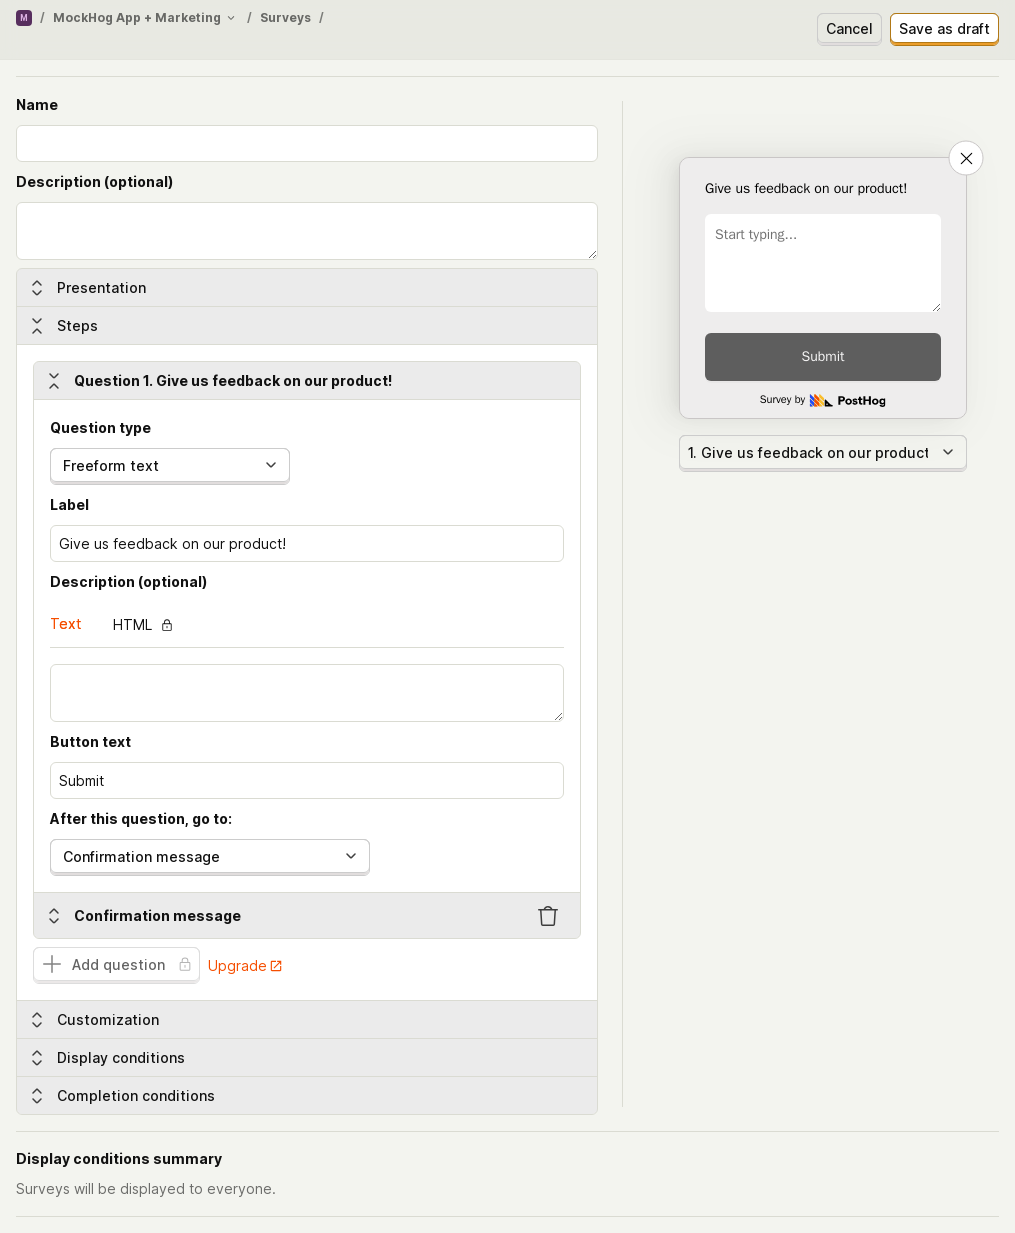 M / MockHog App + Marketing / Surveys /
Cancel
Save as draft
Name
Description (optional)
Presentation
Steps
Question 1. Give us feedback on our product!
Question type
Freeform text
Label
Give us feedback on our product!
Description (optional)
Text HTML
Button text
Submit
After this question, go to:
Confirmation message
Confirmation message
Add question Upgrade
Customization
Display conditions
Completion conditions
Give us feedback on our product!
Start typing...
Submit
Survey by PostHog
1. Give us feedback on our product
Display conditions summary
Surveys will be displayed to everyone.